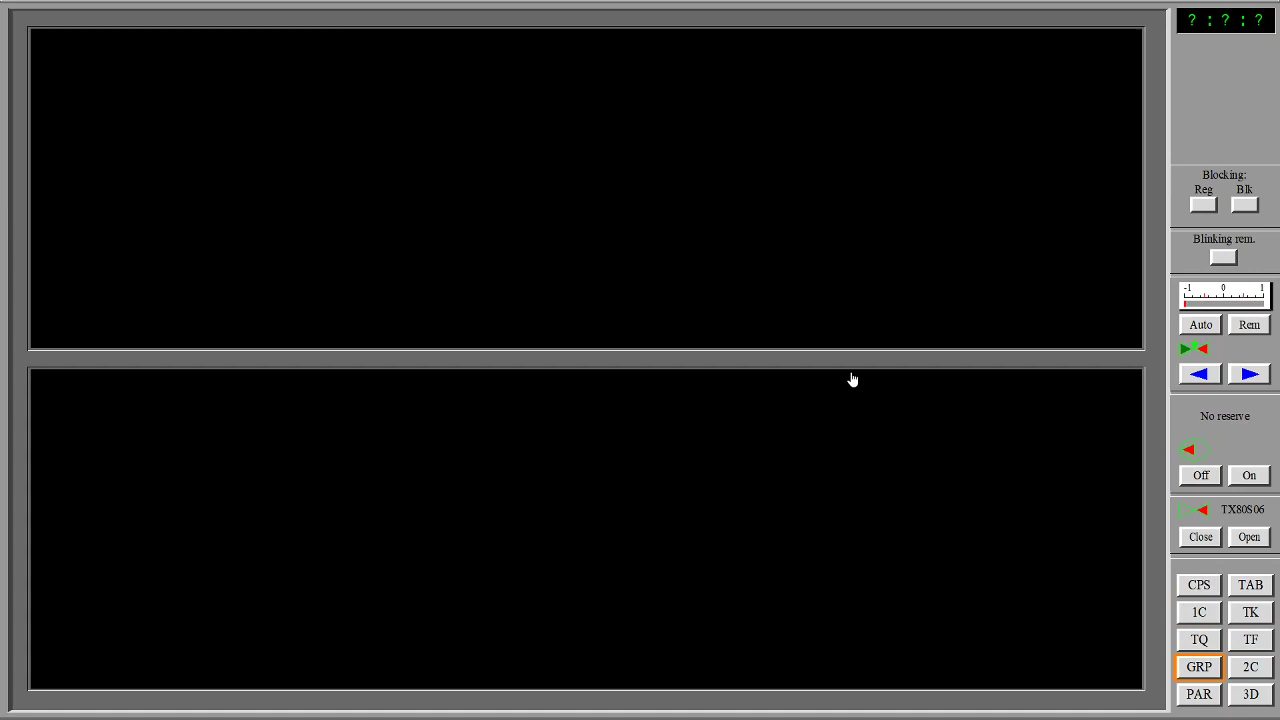 ? : ? : ?
Blocking:
Reg Blk
Blinking rem.
-1 0 1
Auto Rem
No reserve
Off On
TX80S06
Close Open
CPS TAB
1C TK
TQ TF
GRP 2C
PAR 3D